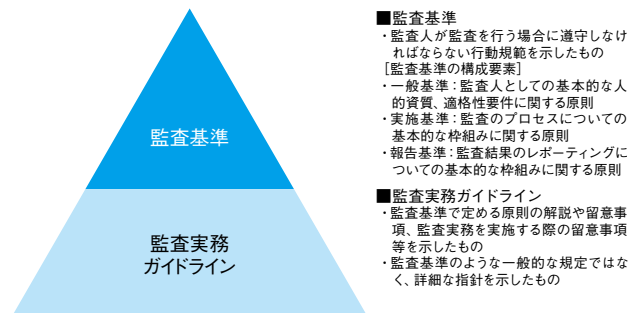 監査基準
監査実務
ガイドライン
■監査基準
・監査人が監査を行う場合に遵守しなけ
ればならない行動規範を示したもの
[監査基準の構成要素]
・一般基準：監査人としての基本的な人
的資質、適格性要件に関する原則
・実施基準：監査のプロセスについての
基本的な枠組みに関する原則
・報告基準：監査結果のレポーティングに
ついての基本的な枠組みに関する原則
■監査実務ガイドライン
・監査基準で定める原則の解説や留意事
項、監査実務を実施する際の留意事項
等を示したもの
・監査基準のような一般的な規定ではな
く、詳細な指針を示したもの